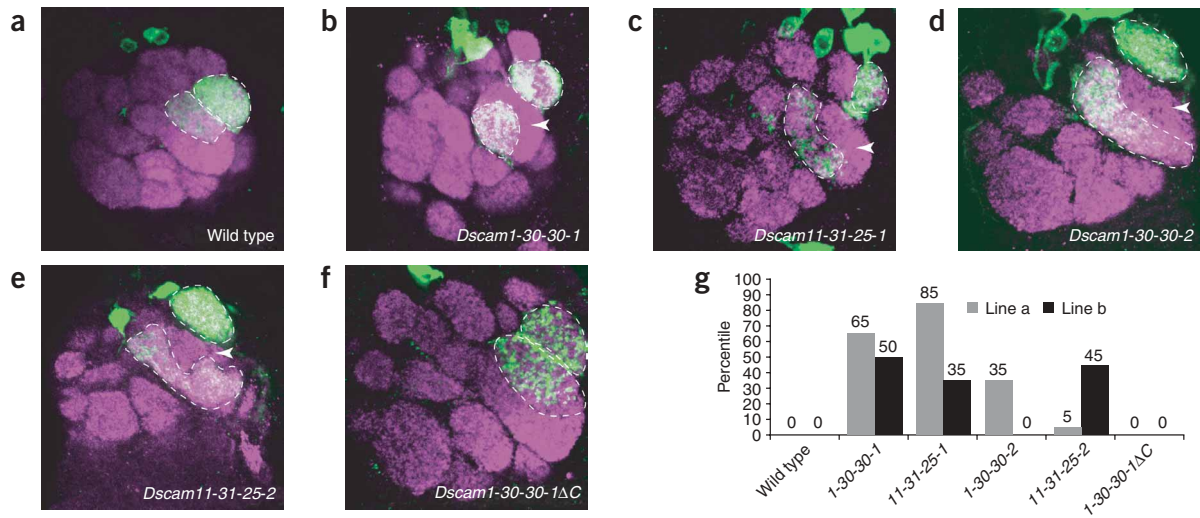 a
Wild type
b
Dscam1-30-30-1
c
Dscam11-31-25-1
d
Dscam1-30-30-2
e
Dscam11-31-25-2
f
Dscam1-30-30-1ΔC
g
Percentile
100
90
80
70
60
50
40
30
20
10
0
Line a
Line b
0 0
65
50
85
35
35
0
5
45
0 0
Wild type
1-30-30-1
11-31-25-1
1-30-30-2
11-31-25-2
1-30-30-1ΔC